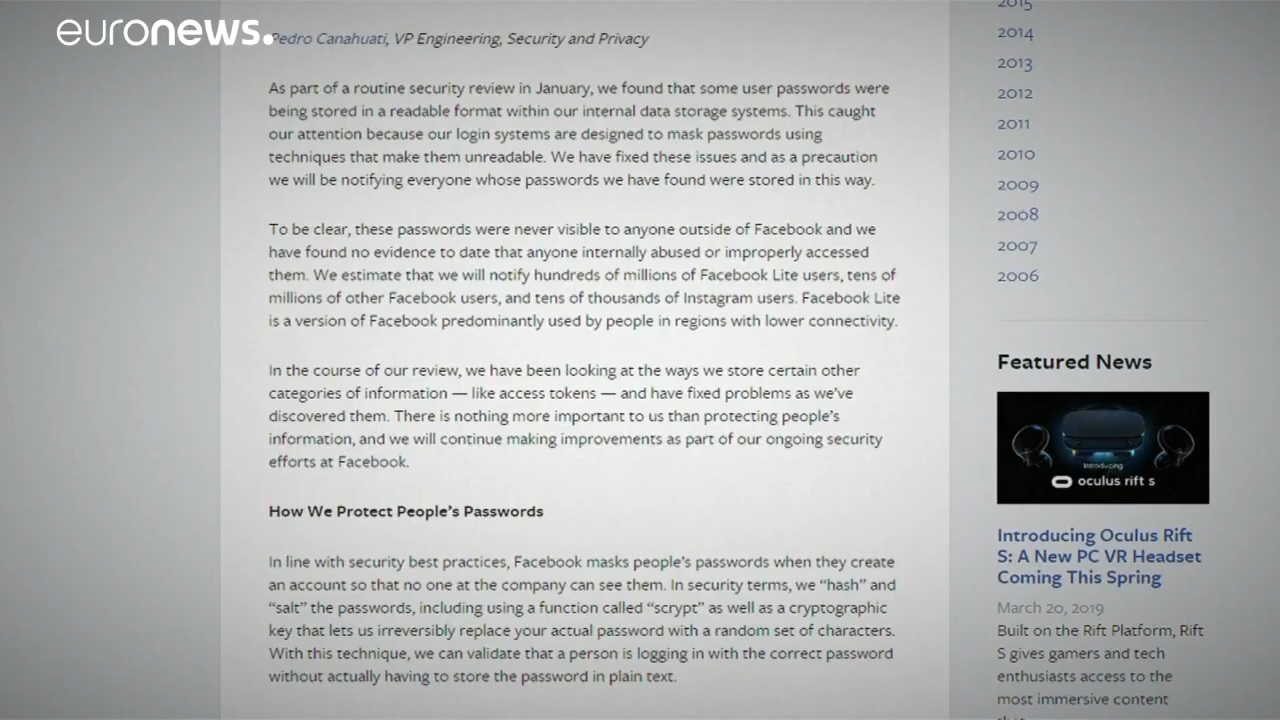 euronews.
Pedro Canahuati, VP Engineering, Security and Privacy
As part of a routine security review in January, we found that some user passwords were
being stored in a readable format within our internal data storage systems. This caught
our attention because our login systems are designed to mask passwords using
techniques that make them unreadable. We have fixed these issues and as a precaution
we will be notifying everyone whose passwords we have found were stored in this way.
To be clear, these passwords were never visible to anyone outside of Facebook and we
have found no evidence to date that anyone internally abused or improperly accessed
them. We estimate that we will notify hundreds of millions of Facebook Lite users, tens of
millions of other Facebook users, and tens of thousands of Instagram users. Facebook Lite
is a version of Facebook predominantly used by people in regions with lower connectivity.
In the course of our review, we have been looking at the ways we store certain other
categories of information — like access tokens — and have fixed problems as we've
discovered them. There is nothing more important to us than protecting people's
information, and we will continue making improvements as part of our ongoing security
efforts at Facebook.
How We Protect People's Passwords
In line with security best practices, Facebook masks people's passwords when they create
an account so that no one at the company can see them. In security terms, we "hash" and
"salt" the passwords, including using a function called "scrypt" as well as a cryptographic
key that lets us irreversibly replace your actual password with a random set of characters.
With this technique, we can validate that a person is logging in with the correct password
without actually having to store the password in plain text.
2015
2014
2013
2012
2011
2010
2009
2008
2007
2006
Featured News
Introducing
oculus rift s
Introducing Oculus Rift
S: A New PC VR Headset
Coming This Spring
March 20, 2019
Built on the Rift Platform, Rift
S gives gamers and tech
enthusiasts access to the
most immersive content